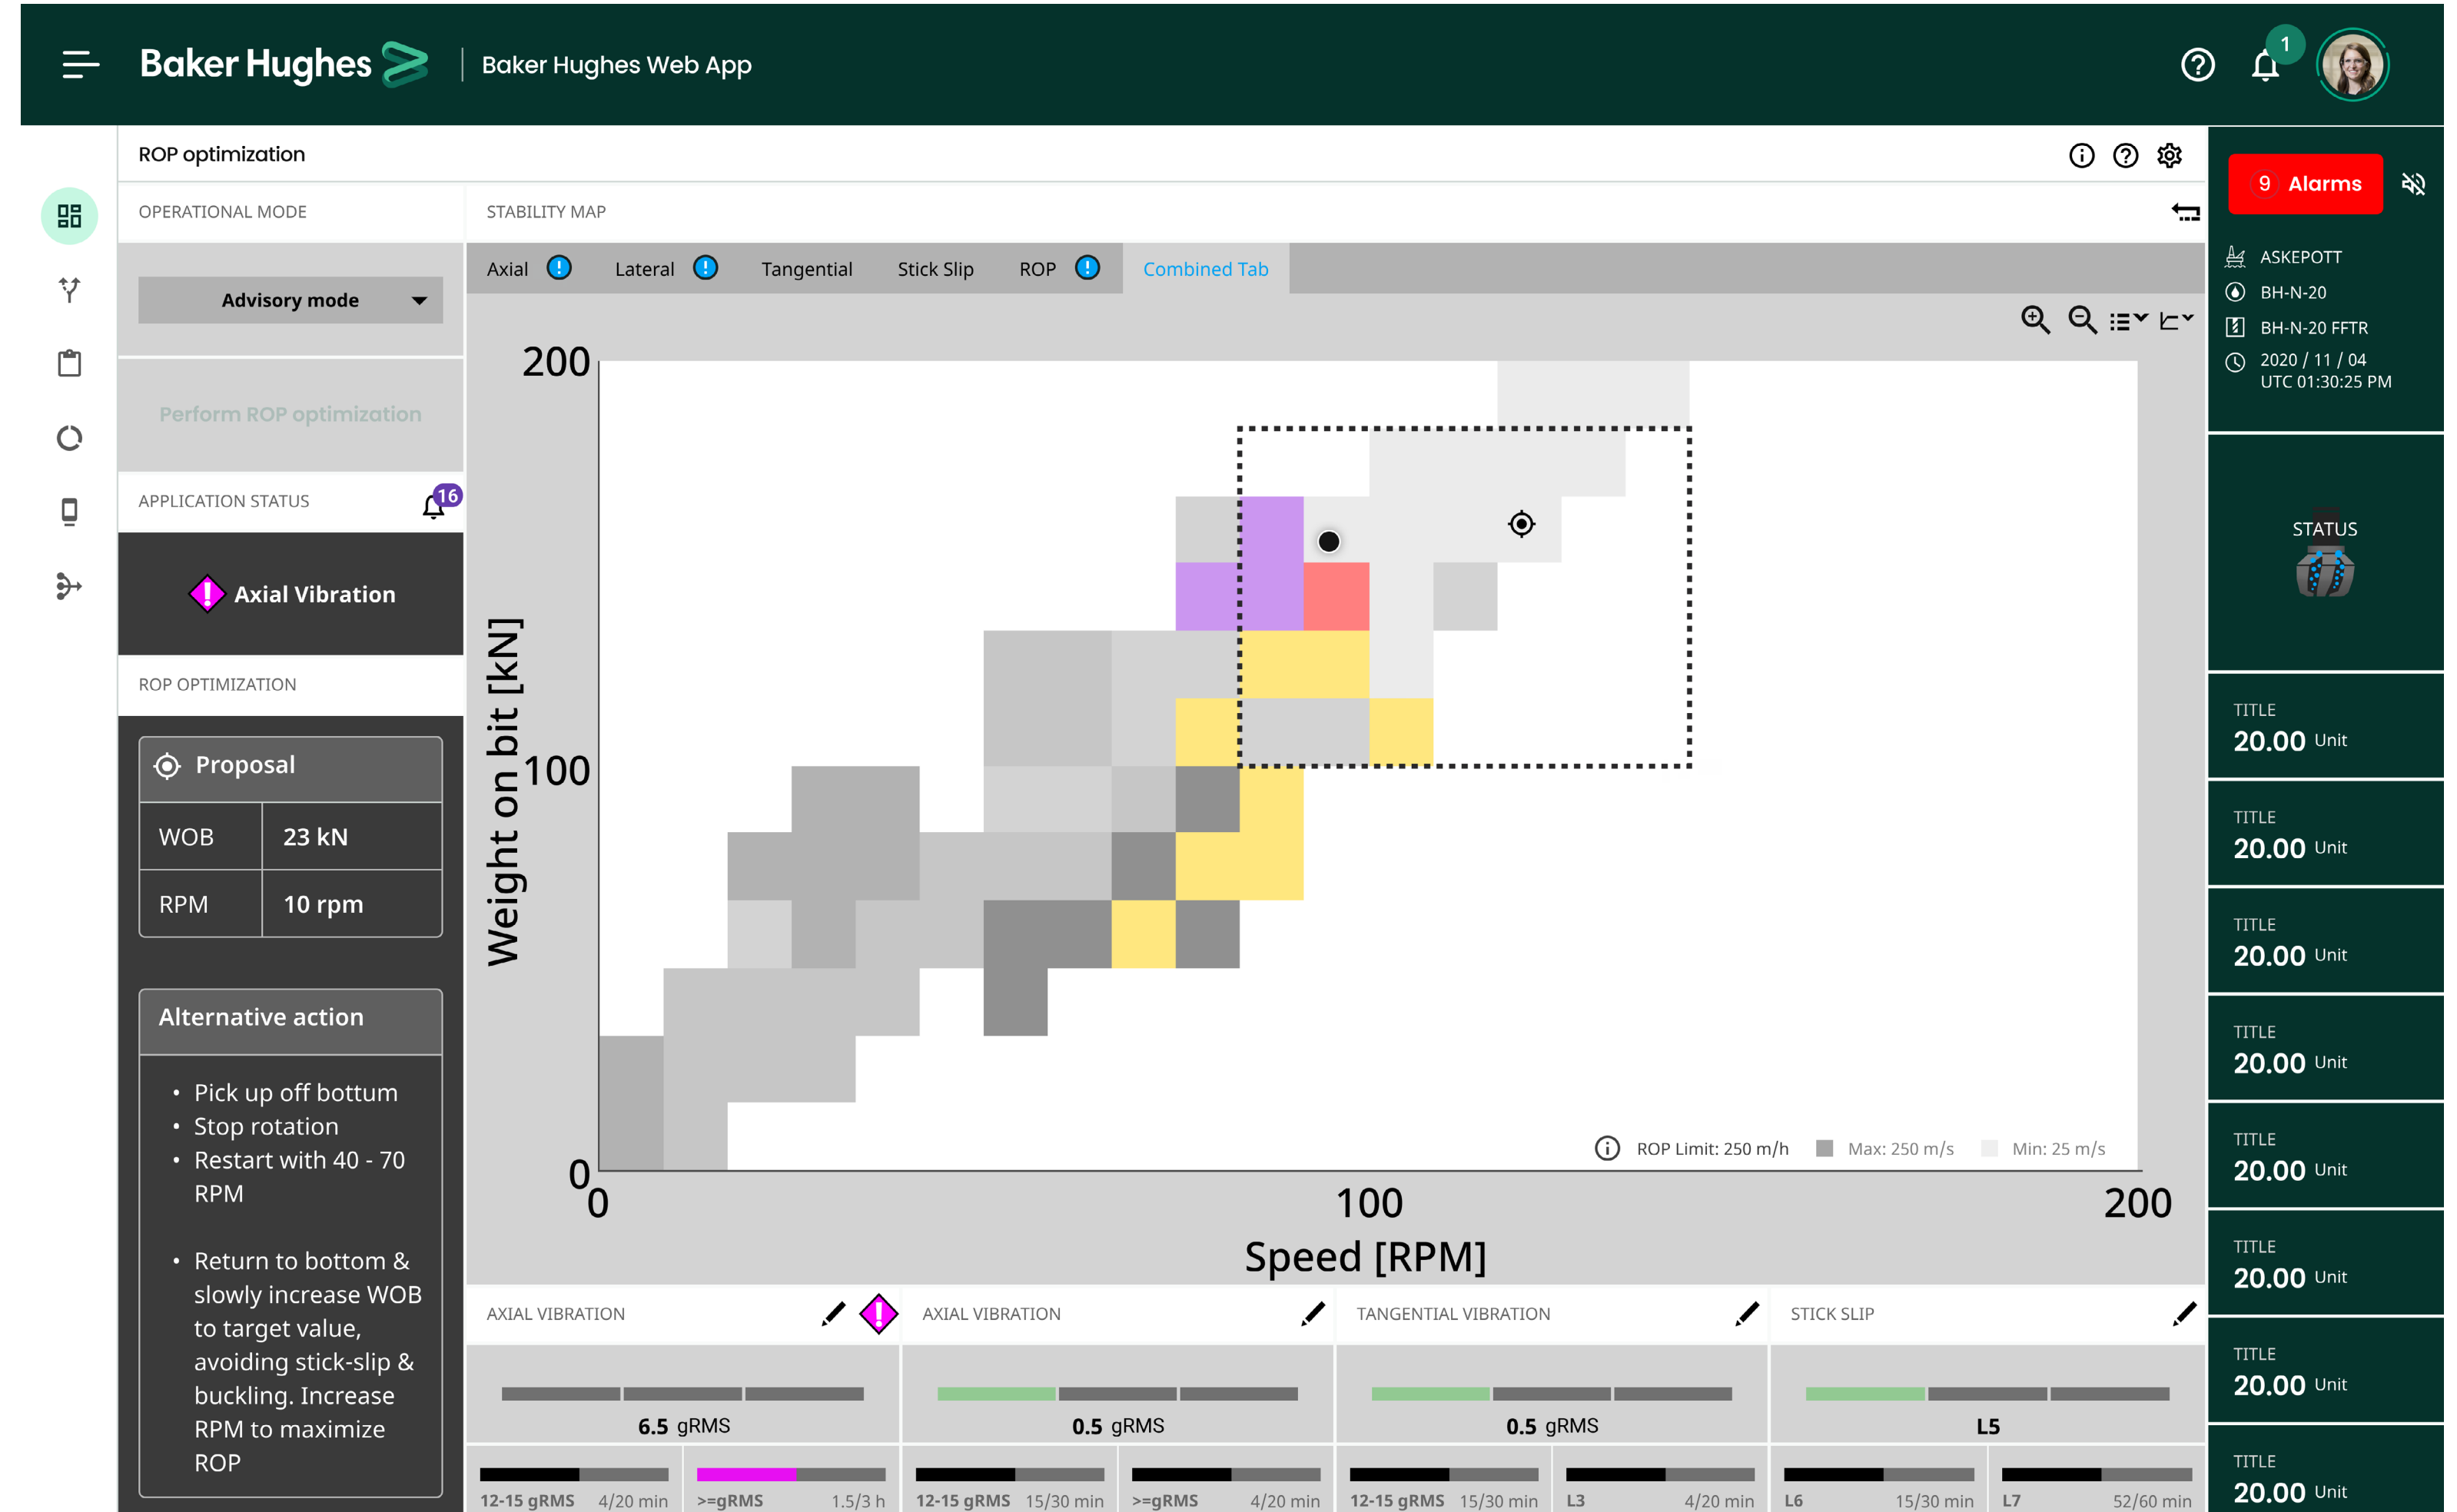 Baker Hughes
Baker Hughes Web App
1
ROP optimization
OPERATIONAL MODE
Advisory mode
Perform ROP optimization
APPLICATION STATUS
16
Axial Vibration
ROP OPTIMIZATION
Proposal
WOB 23 kN
RPM 10 rpm
Alternative action
• Pick up off bottum
• Stop rotation
• Restart with 40 - 70
RPM
• Return to bottom &
slowly increase WOB
to target value,
avoiding stick-slip &
buckling. Increase
RPM to maximize
ROP
STABILITY MAP
Axial Lateral Tangential Stick Slip ROP Combined Tab
200
100
0
Weight on bit [kN]
ROP Limit: 250 m/h Max: 250 m/s Min: 25 m/s
0 100 200
Speed [RPM]
AXIAL VIBRATION
6.5 gRMS
12-15 gRMS 4/20 min
>=gRMS 1.5/3 h
AXIAL VIBRATION
0.5 gRMS
12-15 gRMS 15/30 min
>=gRMS 4/20 min
TANGENTIAL VIBRATION
0.5 gRMS
12-15 gRMS 15/30 min
L3 4/20 min
STICK SLIP
L5
L6 15/30 min
L7 52/60 min
9 Alarms
ASKEPOTT
BH-N-20
BH-N-20 FFTR
2020 / 11 / 04
UTC 01:30:25 PM
STATUS
TITLE
20.00 Unit
TITLE
20.00 Unit
TITLE
20.00 Unit
TITLE
20.00 Unit
TITLE
20.00 Unit
TITLE
20.00 Unit
TITLE
20.00 Unit
TITLE
20.00 Unit